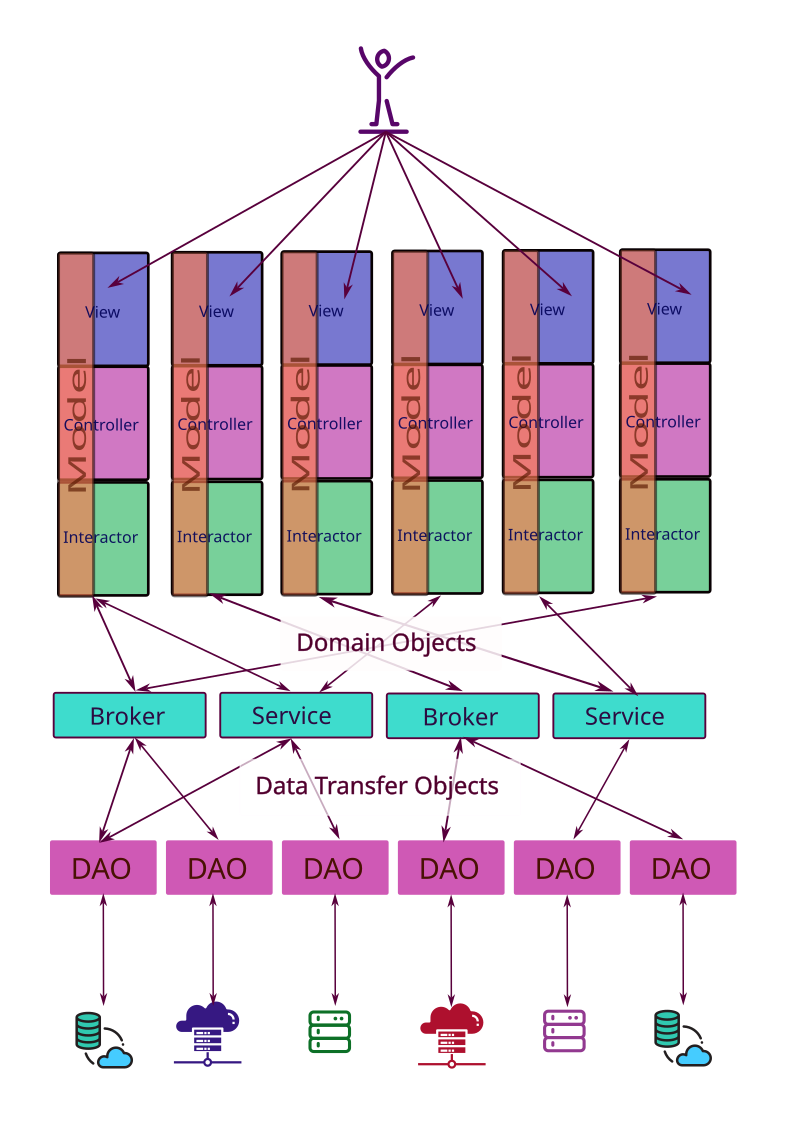 View
View
View
View
View
View
Model
Model
Model
Model
Model
Model
Controller
Controller
Controller
Controller
Controller
Controller
Interactor
Interactor
Interactor
Interactor
Interactor
Interactor
Domain Objects
Broker
Service
Broker
Service
Data Transfer Objects
DAO
DAO
DAO
DAO
DAO
DAO